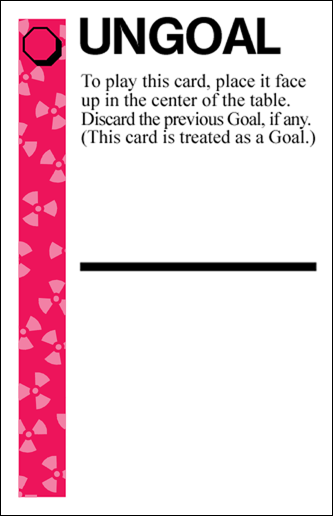 UNGOAL
To play this card, place it face
up in the center of the table.
Discard the previous Goal, if any.
(This card is treated as a Goal.)